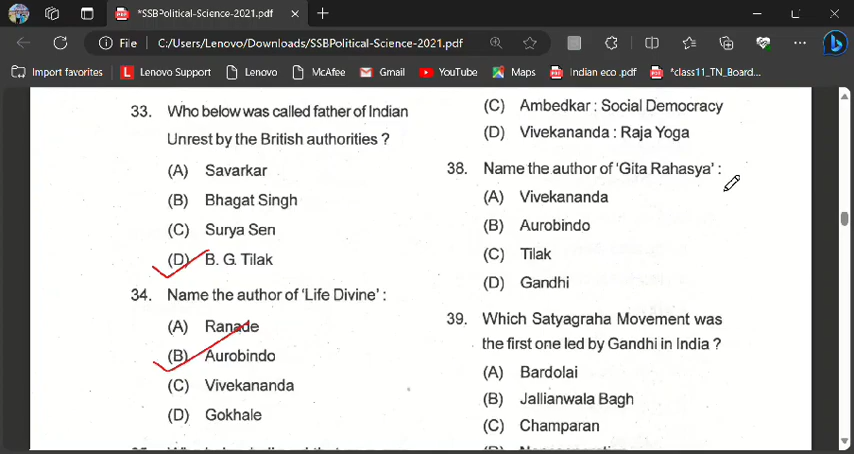 *SSBPolitical-Science-2021.pdf
File
C:/Users/Lenovo/Downloads/SSBPolitical-Science-2021.pdf
Import favorites
Lenovo Support
Lenovo
McAfee
Gmail
YouTube
Maps
Indian eco .pdf
*class11_TN_Board...
33. Who below was called father of Indian
Unrest by the British authorities ?
(A) Savarkar
(B) Bhagat Singh
(C) Surya Sen
(D) B. G. Tilak
34. Name the author of 'Life Divine' :
(A) Ranade
(B) Aurobindo
(C) Vivekananda
(D) Gokhale
(C) Ambedkar : Social Democracy
(D) Vivekananda : Raja Yoga
38. Name the author of 'Gita Rahasya' :
(A) Vivekananda
(B) Aurobindo
(C) Tilak
(D) Gandhi
39. Which Satyagraha Movement was
the first one led by Gandhi in India ?
(A) Bardolai
(B) Jallianwala Bagh
(C) Champaran